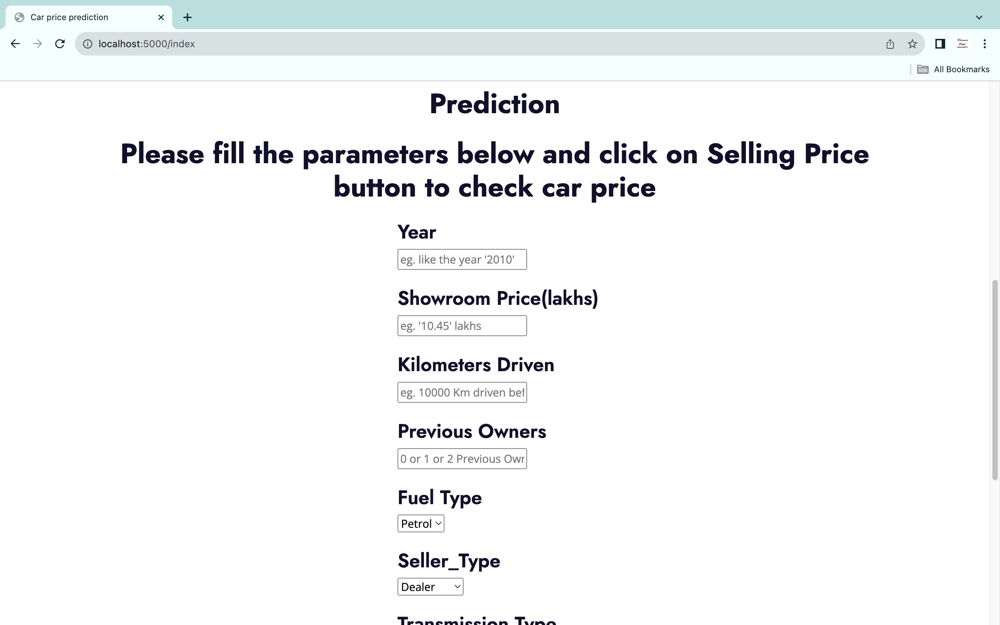 Car price prediction
localhost:5000/index
All Bookmarks
Prediction
Please fill the parameters below and click on Selling Price
button to check car price
Year
eg. like the year '2010'
Showroom Price(lakhs)
eg. '10.45' lakhs
Kilometers Driven
eg. 10000 Km driven bef
Previous Owners
0 or 1 or 2 Previous Owr
Fuel Type
Petrol
Seller_Type
Dealer
Transmission Type